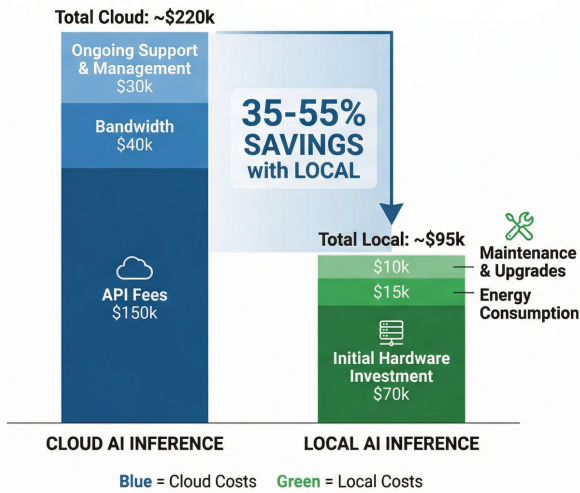 Total Cloud: ~$220k
Ongoing Support
& Management
$30k
Bandwidth
$40k
API Fees
$150k
35-55%
SAVINGS
with LOCAL
Total Local: ~$95k
$10k
Maintenance
& Upgrades
$15k
Energy
Consumption
Initial Hardware
Investment
$70k
CLOUD AI INFERENCE
LOCAL AI INFERENCE
Blue = Cloud Costs Green = Local Costs